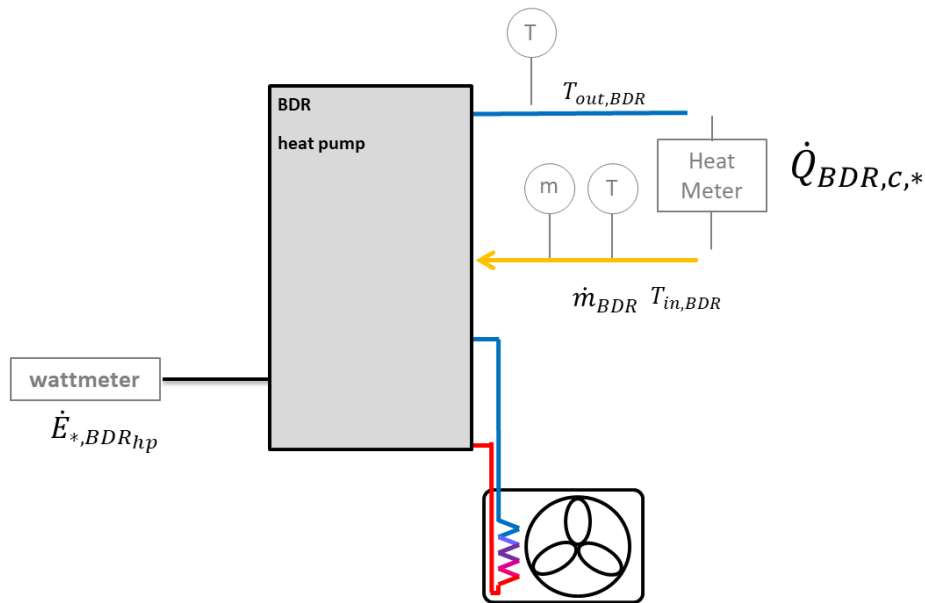 T
BDR
heat pump
T_{out,BDR}
Heat
Meter
Q̇_{BDR,c,*}
m
T
ṁ_{BDR} T_{in,BDR}
wattmeter
Ė_{*,BDR_{hp}}